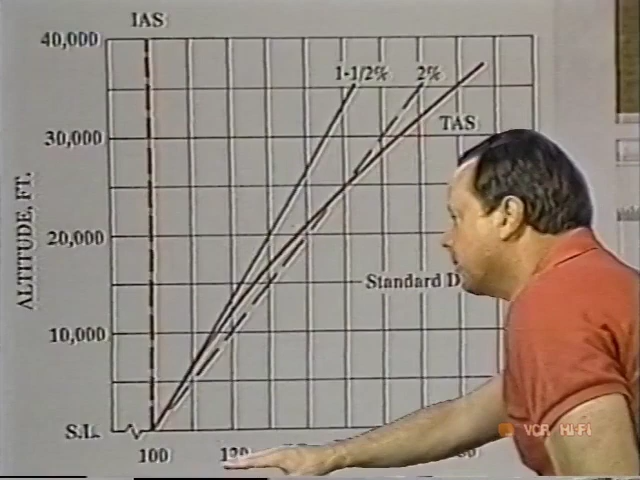 IAS
40,000
1-1/2%
2%
30,000
TAS
ALTITUDE, FT.
20,000
Standard D
10,000
S.L.
100
VCR HI-FI